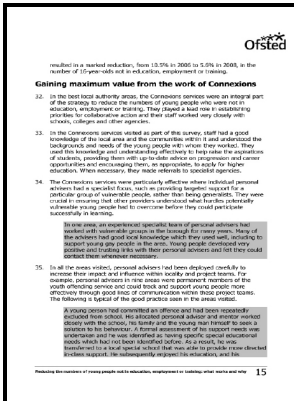 Ofsted
resulted in a marked reduction, from 10.5% in 2006 to 5.6% in 2008, in the
number of 16-year-olds not in education, employment or training.
Gaining maximum value from the work of Connexions
32. In the best local authority areas, the Connexions services were an integral part
of the strategy to reduce the numbers of young people who were not in
education, employment or training. They played a lead role in establishing
priorities for collaborative action and their staff worked very closely with
schools, colleges and other agencies.
33. In the Connexions services visited as part of this survey, staff had a good
knowledge of the local area and the communities within it and understood the
backgrounds and needs of the young people with whom they worked. They
used this knowledge and understanding effectively to help raise the aspirations
of students, providing them with up-to-date advice on progression and career
opportunities and encouraging them, as appropriate, to apply for higher
education. When necessary, they made referrals to specialist agencies.
34. The Connexions services were particularly effective where individual personal
advisers had a specialist focus, such as providing targeted support for a
particular group of vulnerable people, rather than being generalists. They were
crucial in ensuring that other providers understood what hurdles potentially
vulnerable young people had to overcome before they could participate
successfully in learning.
In one area, an experienced specialist team of personal advisers had
worked with vulnerable groups in the borough for many years. Many of
the advisers had good local knowledge which they used well, including to
support young gay people in the area. Young people developed very
positive and trusting links with their personal advisers and felt they could
contact them whenever necessary.
35. In all the areas visited, personal advisers had been deployed carefully to
increase their impact and influence within locality and project teams. For
example, personal advisers in nine areas were permanent members of the
youth offending service and could track and support young people more
effectively through good lines of communication within these project teams.
The following is typical of the good practice seen in the areas visited.
A young person had committed an offence and had been repeatedly
excluded from school. His allocated personal adviser and mentor worked
closely with the school, his family and the young man himself to seek a
solution to his behaviour. A formal assessment of his support needs was
undertaken and he was identified as having specific special educational
needs which had not been identified before. As a result, he was
transferred to a local special school that was able to provide more directed
in-class support. He subsequently enjoyed his education, and his
Reducing the numbers of young people not in education, employment or training: what works and why 15